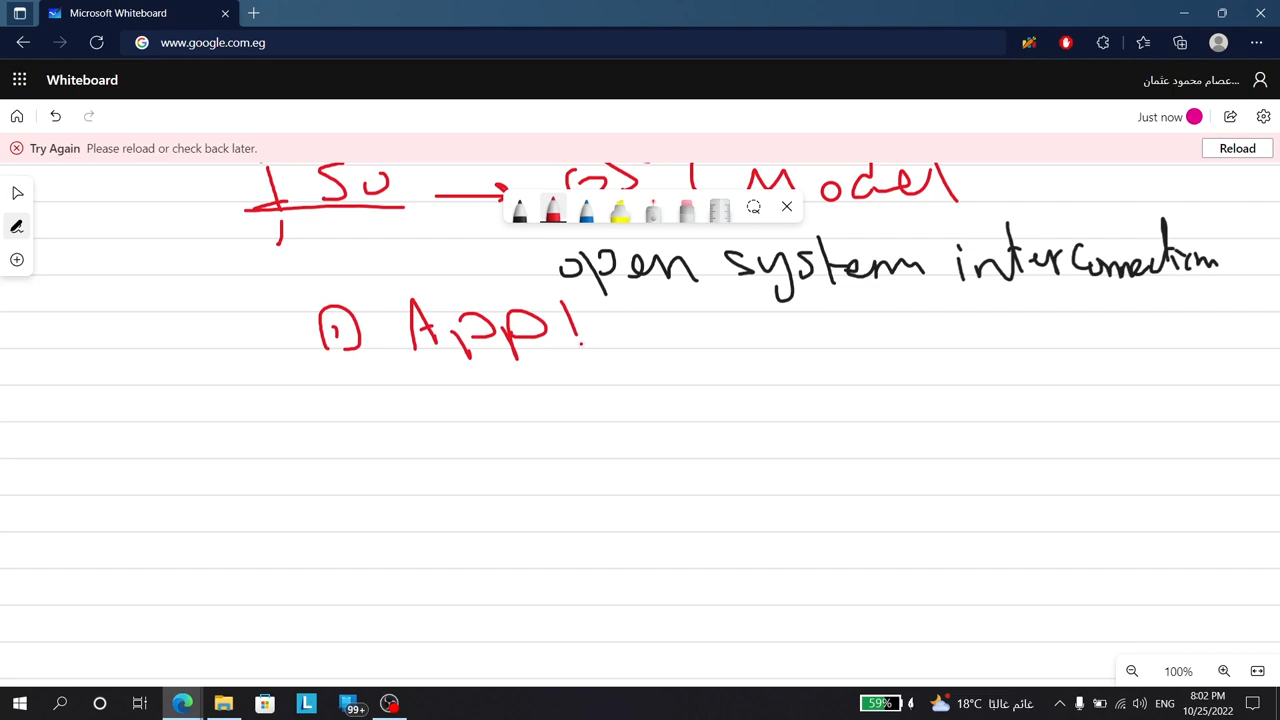 Microsoft Whiteboard
www.google.com.eg
Whiteboard
عصام محمود عثمان...
Just now
Try Again Please reload or check back later.
Reload
ISO → OSI Model
open system interconnection
① Appl
100%
99+
59%
18°C غائم غالبًا
ENG
8:02 PM
10/25/2022